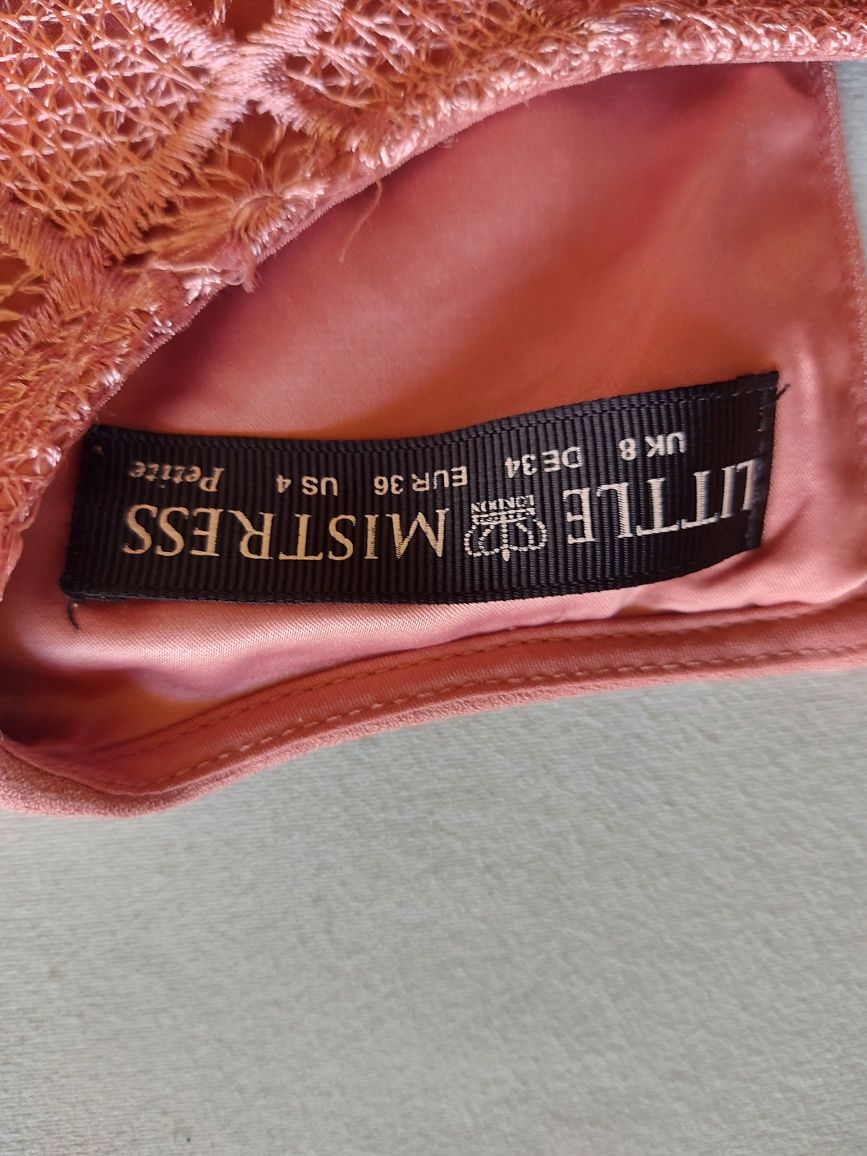 LITTLE MISTRESS
LONDON
UK 8 DE 34 EUR 36 US 4 Petite